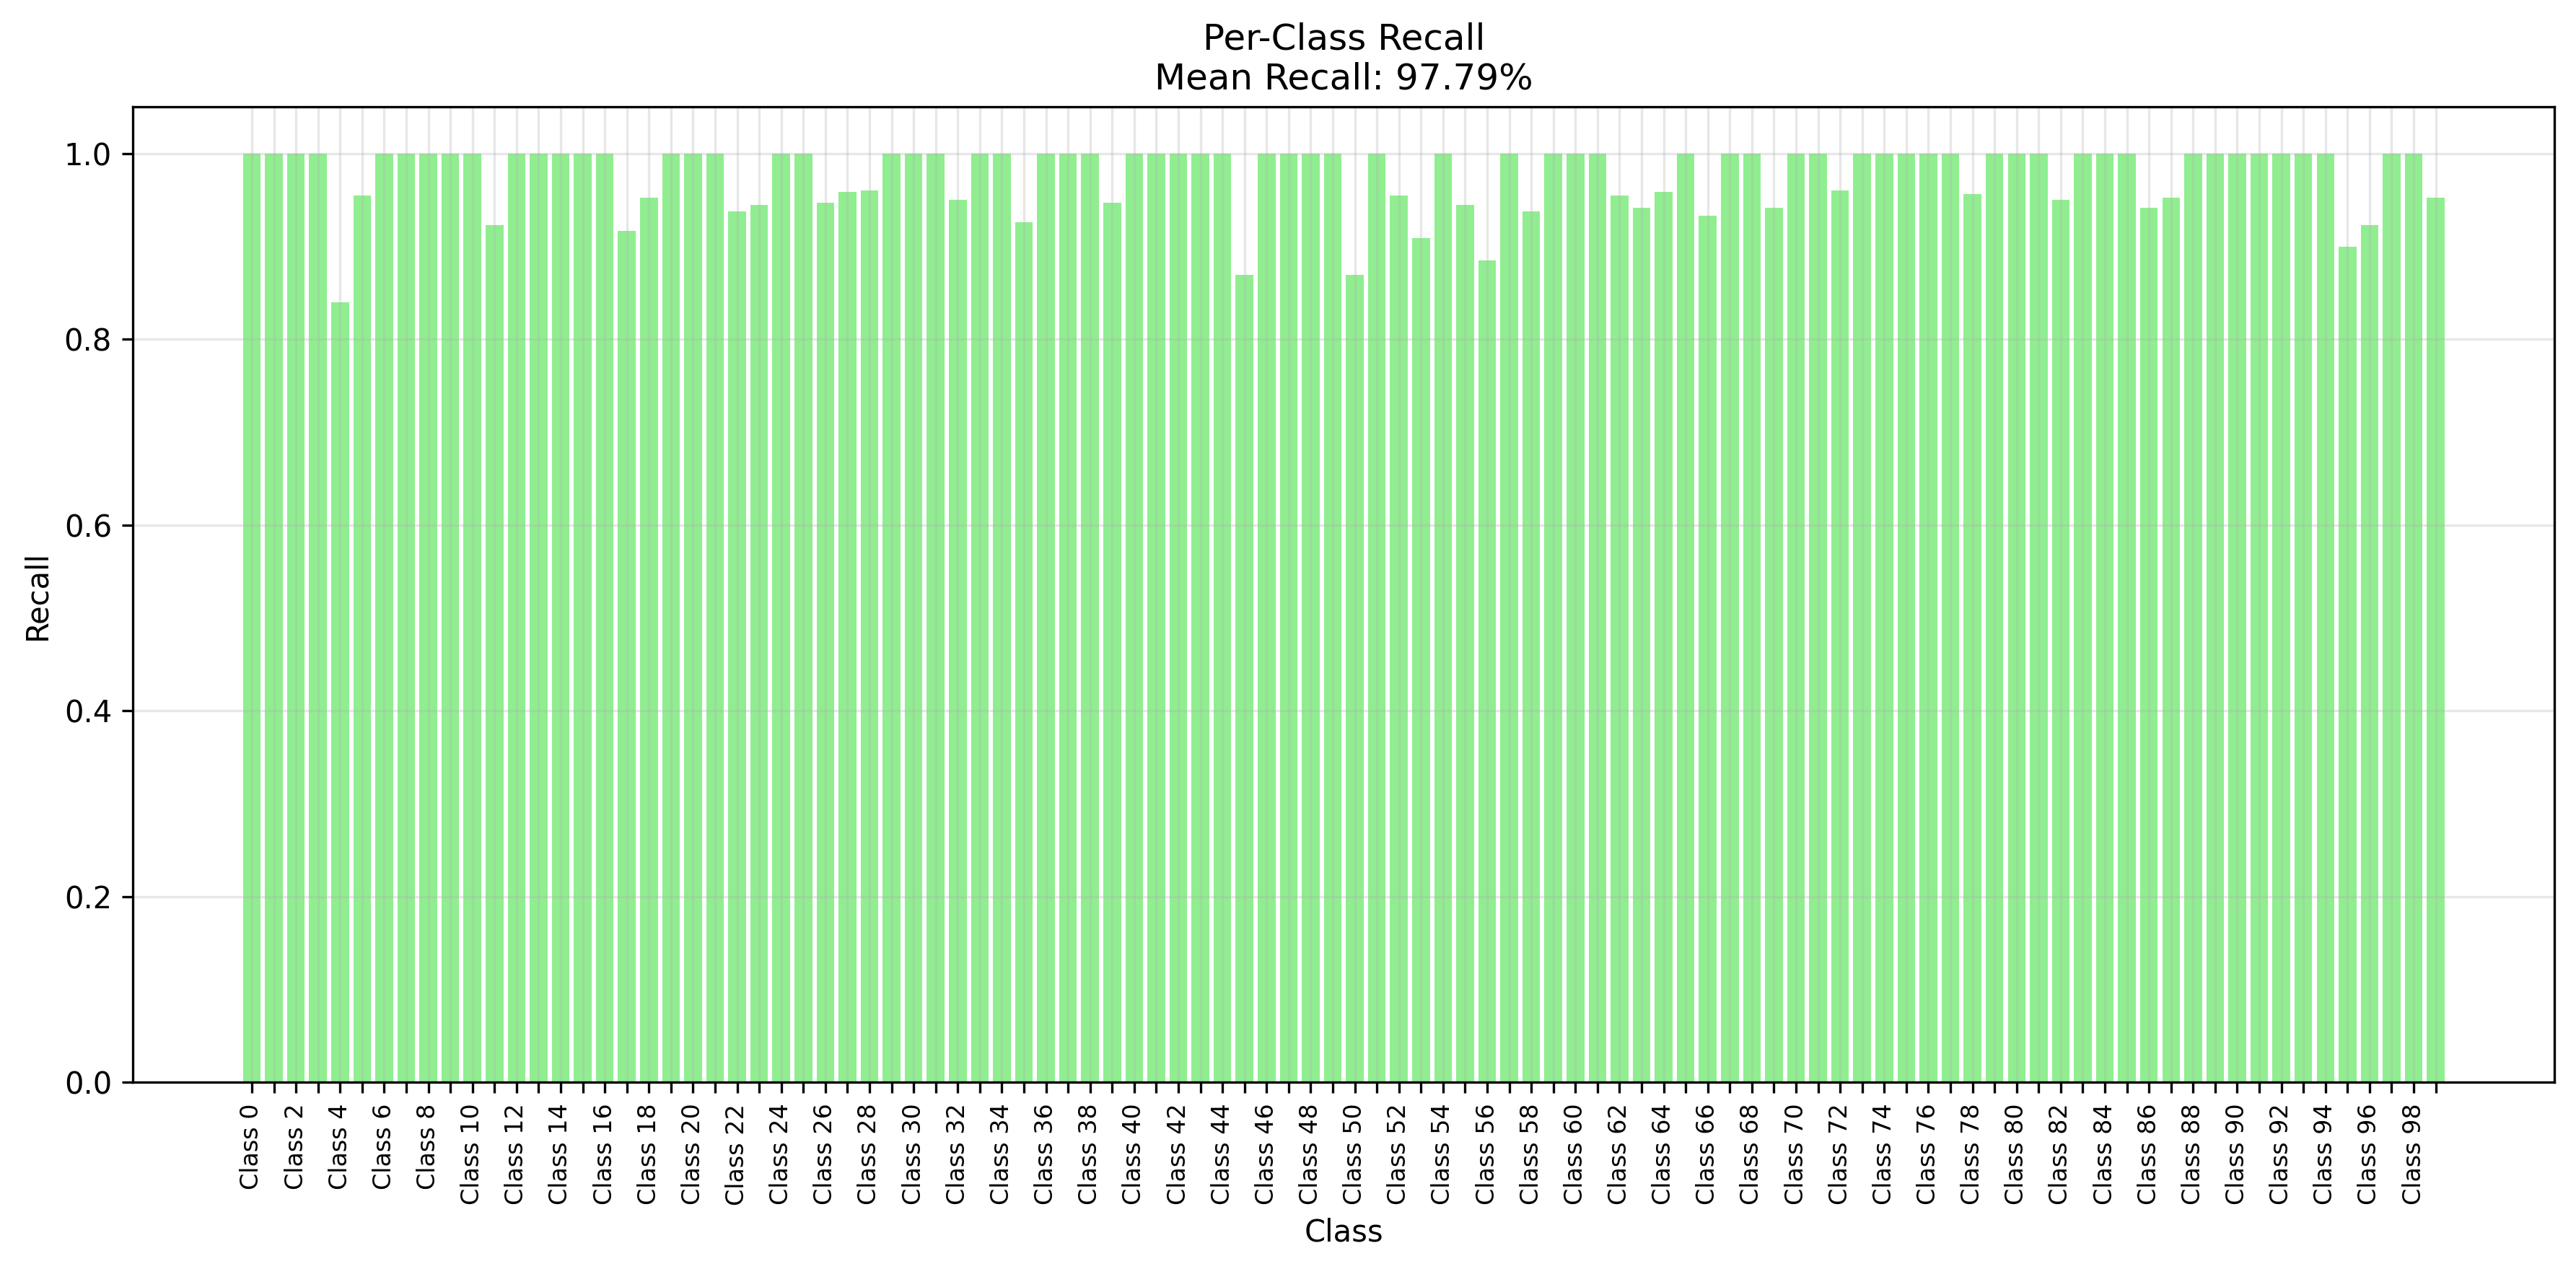 Per-Class Recall
Mean Recall: 97.79%
Recall
1.0
0.8
0.6
0.4
0.2
0.0
Class 0
Class 2
Class 4
Class 6
Class 8
Class 10
Class 12
Class 14
Class 16
Class 18
Class 20
Class 22
Class 24
Class 26
Class 28
Class 30
Class 32
Class 34
Class 36
Class 38
Class 40
Class 42
Class 44
Class 46
Class 48
Class 50
Class 52
Class 54
Class 56
Class 58
Class 60
Class 62
Class 64
Class 66
Class 68
Class 70
Class 72
Class 74
Class 76
Class 78
Class 80
Class 82
Class 84
Class 86
Class 88
Class 90
Class 92
Class 94
Class 96
Class 98
Class